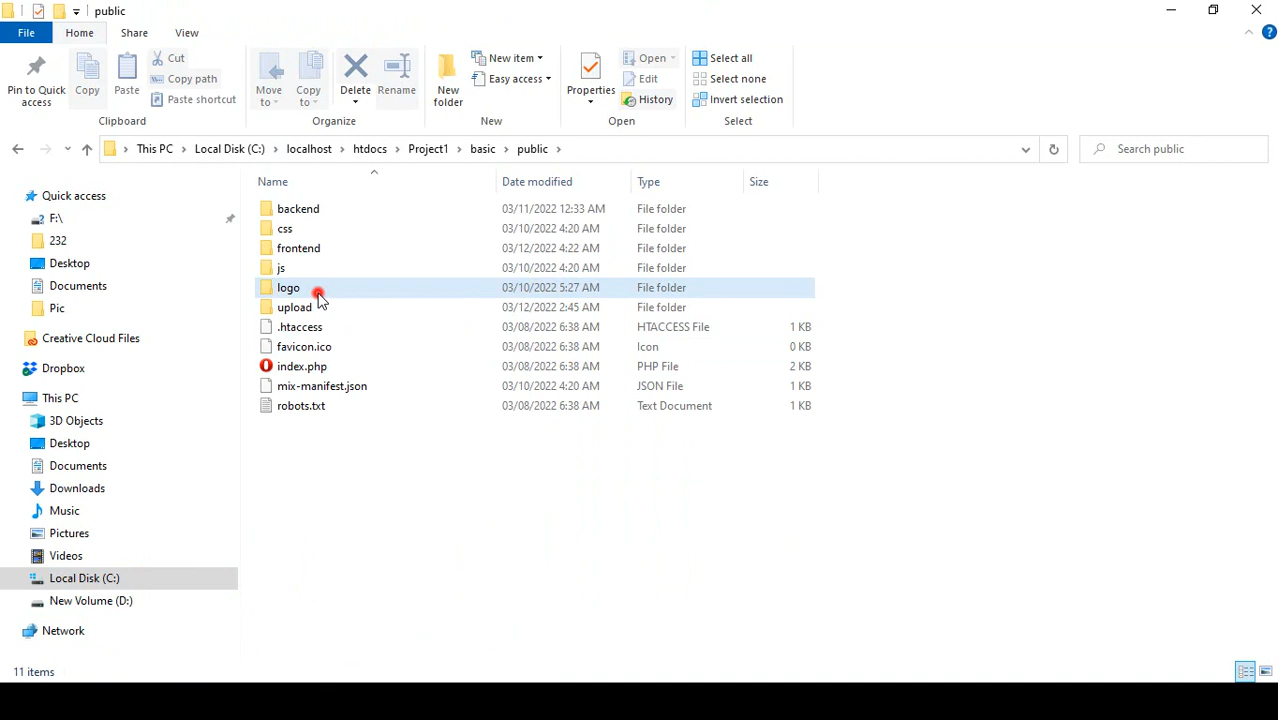 public
File Home Share View
Pin to Quick access
Copy
Paste
Cut
Copy path
Paste shortcut
Clipboard
Move to
Copy to
Delete
Rename
Organize
New folder
New item
Easy access
New
Properties
Open
Edit
History
Open
Select all
Select none
Invert selection
Select
This PC Local Disk (C:) localhost htdocs Project1 basic public
Search public
Name Date modified Type Size
Quick access
F:\
232
Desktop
Documents
Pic
Creative Cloud Files
Dropbox
This PC
3D Objects
Desktop
Documents
Downloads
Music
Pictures
Videos
Local Disk (C:)
New Volume (D:)
Network
backend 03/11/2022 12:33 AM File folder
css 03/10/2022 4:20 AM File folder
frontend 03/12/2022 4:22 AM File folder
js 03/10/2022 4:20 AM File folder
logo 03/10/2022 5:27 AM File folder
upload 03/12/2022 2:45 AM File folder
.htaccess 03/08/2022 6:38 AM HTACCESS File 1 KB
favicon.ico 03/08/2022 6:38 AM Icon 0 KB
index.php 03/08/2022 6:38 AM PHP File 2 KB
mix-manifest.json 03/10/2022 4:20 AM JSON File 1 KB
robots.txt 03/08/2022 6:38 AM Text Document 1 KB
11 items